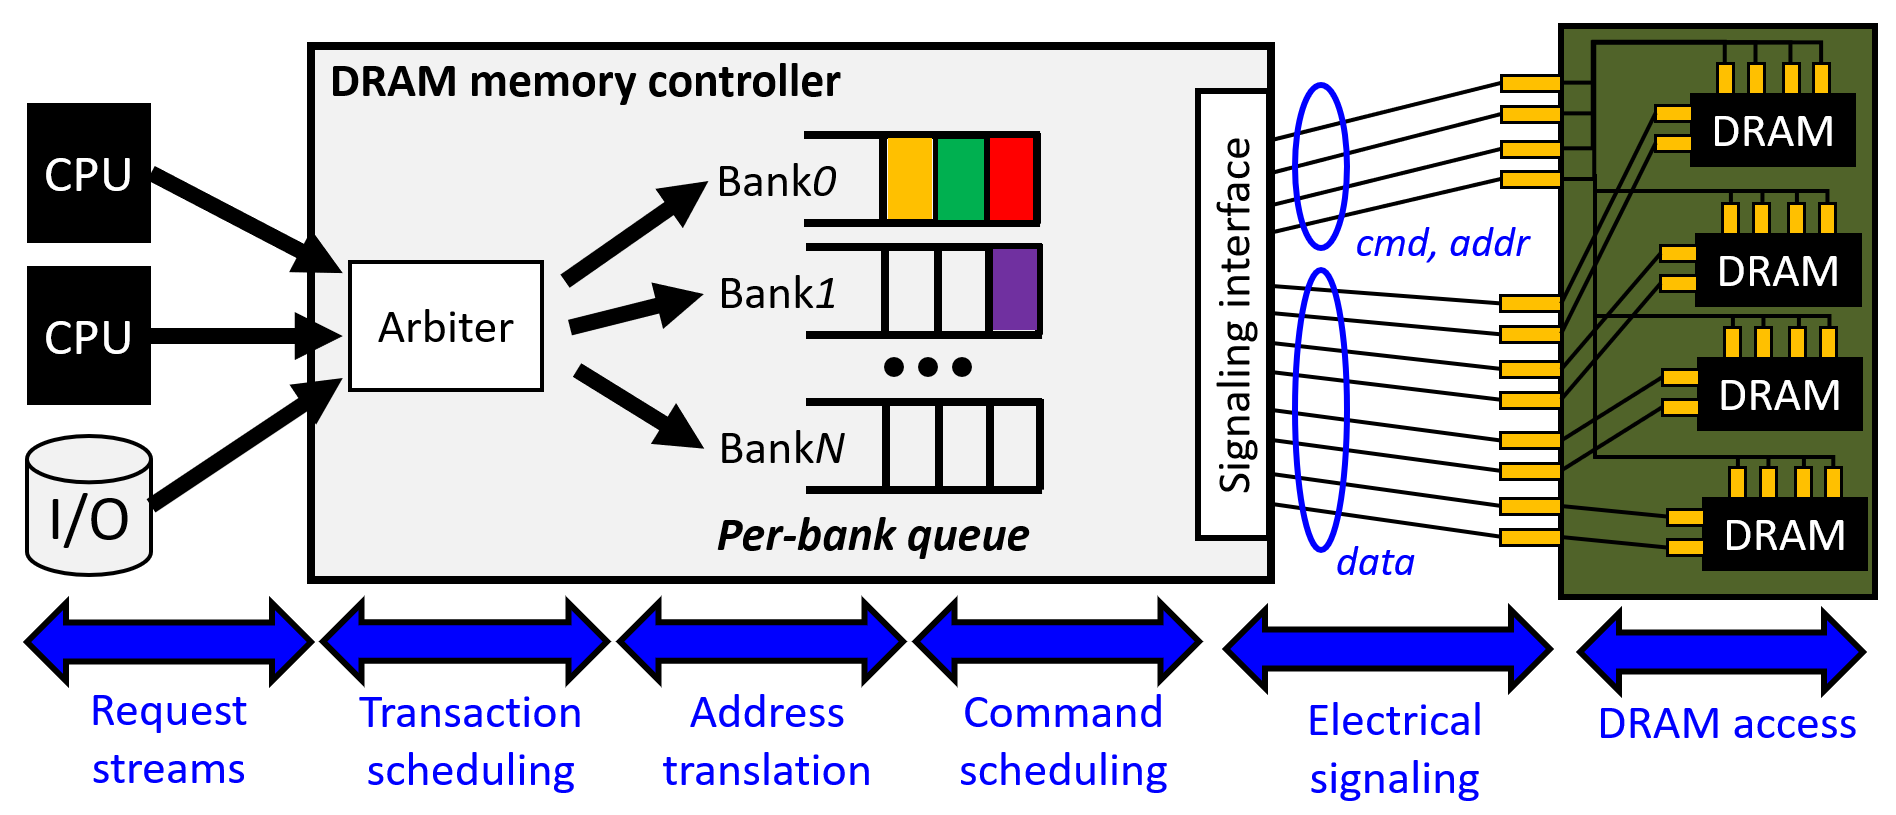 DRAM memory controller
CPU
CPU
I/O
Arbiter
Bank0
Bank1
BankN
Per-bank queue
Signaling interface
cmd, addr
data
DRAM
DRAM
DRAM
DRAM
Request
streams
Transaction
scheduling
Address
translation
Command
scheduling
Electrical
signaling
DRAM access